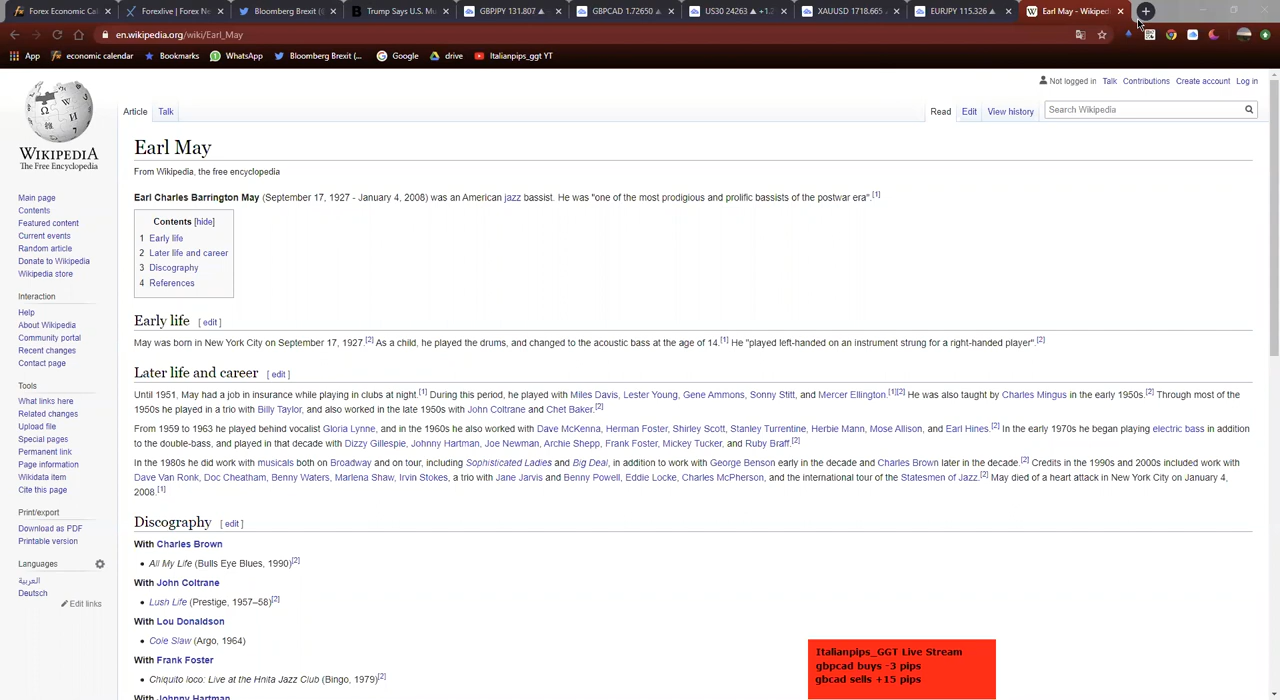 Forex Economic Cal
Forexlive | Forex Ne
Bloomberg Brexit (
Trump Says U.S. Mu
GBPJPY 131.807 ▲
GBPCAD 1.72650 ▲
US30 24263 ▲ +1.2
XAUUSD 1718.665
EURJPY 115.326 ▲
Earl May - Wikiped
en.wikipedia.org/wiki/Earl_May
App
economic calendar
Bookmarks
WhatsApp
Bloomberg Brexit (...
Google
drive
Italianpips_ggt YT
Not logged in Talk Contributions Create account Log in
Article Talk
Read Edit View history
Search Wikipedia
WIKIPEDIA
The Free Encyclopedia
Main page
Contents
Featured content
Current events
Random article
Donate to Wikipedia
Wikipedia store
Interaction
Help
About Wikipedia
Community portal
Recent changes
Contact page
Tools
What links here
Related changes
Upload file
Special pages
Permanent link
Page information
Wikidata item
Cite this page
Print/export
Download as PDF
Printable version
Languages
العربية
Deutsch
Edit links
Earl May
From Wikipedia, the free encyclopedia
Earl Charles Barrington May (September 17, 1927 - January 4, 2008) was an American jazz bassist. He was "one of the most prodigious and prolific bassists of the postwar era".[1]
Contents [hide]
1 Early life
2 Later life and career
3 Discography
4 References
Early life [ edit ]
May was born in New York City on September 17, 1927.[2] As a child, he played the drums, and changed to the acoustic bass at the age of 14.[1] He "played left-handed on an instrument strung for a right-handed player".[2]
Later life and career [ edit ]
Until 1951, May had a job in insurance while playing in clubs at night.[1] During this period, he played with Miles Davis, Lester Young, Gene Ammons, Sonny Stitt, and Mercer Ellington.[1][2] He was also taught by Charles Mingus in the early 1950s.[2] Through most of the
1950s he played in a trio with Billy Taylor, and also worked in the late 1950s with John Coltrane and Chet Baker.[2]
From 1959 to 1963 he played behind vocalist Gloria Lynne, and in the 1960s he also worked with Dave McKenna, Herman Foster, Shirley Scott, Stanley Turrentine, Herbie Mann, Mose Allison, and Earl Hines.[2] In the early 1970s he began playing electric bass in addition
to the double-bass, and played in that decade with Dizzy Gillespie, Johnny Hartman, Joe Newman, Archie Shepp, Frank Foster, Mickey Tucker, and Ruby Braff.[2]
In the 1980s he did work with musicals both on Broadway and on tour, including Sophisticated Ladies and Big Deal, in addition to work with George Benson early in the decade and Charles Brown later in the decade.[2] Credits in the 1990s and 2000s included work with
Dave Van Ronk, Doc Cheatham, Benny Waters, Marlena Shaw, Irvin Stokes, a trio with Jane Jarvis and Benny Powell, Eddie Locke, Charles McPherson, and the international tour of the Statesmen of Jazz.[2] May died of a heart attack in New York City on January 4,
2008.[1]
Discography [ edit ]
With Charles Brown
• All My Life (Bulls Eye Blues, 1990)[2]
With John Coltrane
• Lush Life (Prestige, 1957–58)[2]
With Lou Donaldson
• Cole Slaw (Argo, 1964)
With Frank Foster
• Chiquito loco: Live at the Hnita Jazz Club (Bingo, 1979)[2]
With Johnny Hartman
Italianpips_GGT Live Stream
gbpcad buys -3 pips
gbcad sells +15 pips